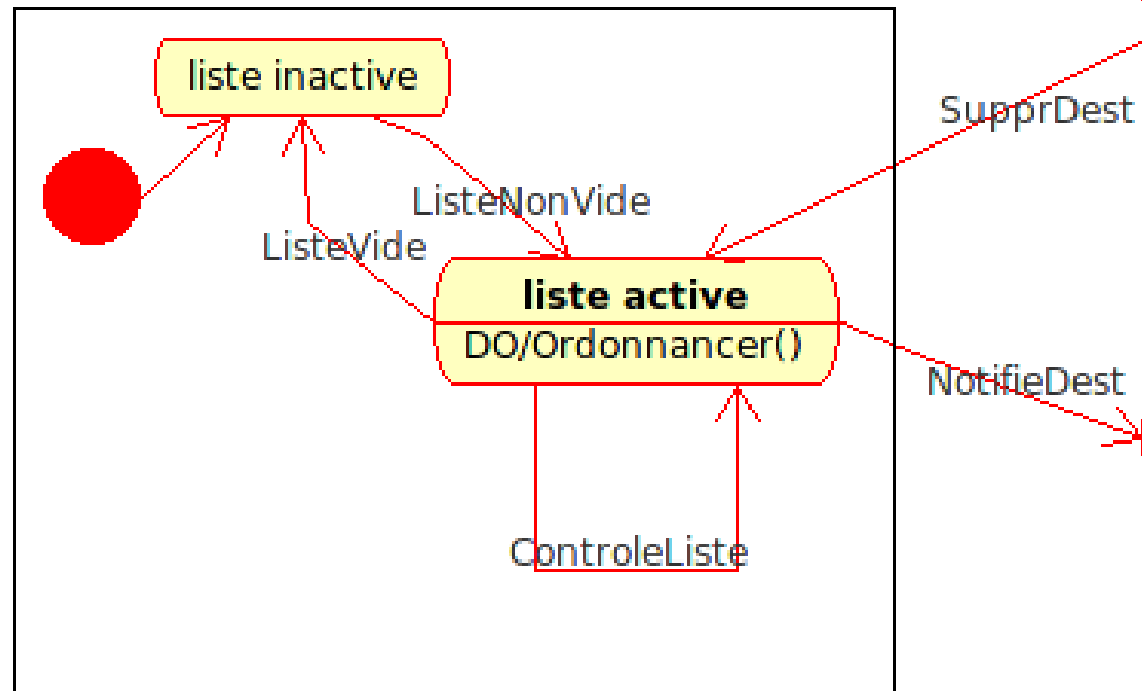 liste inactive
SupprDest
ListeNonVide
ListeVide
liste active
DO/Ordonnancer()
NotifieDest
ControleListe